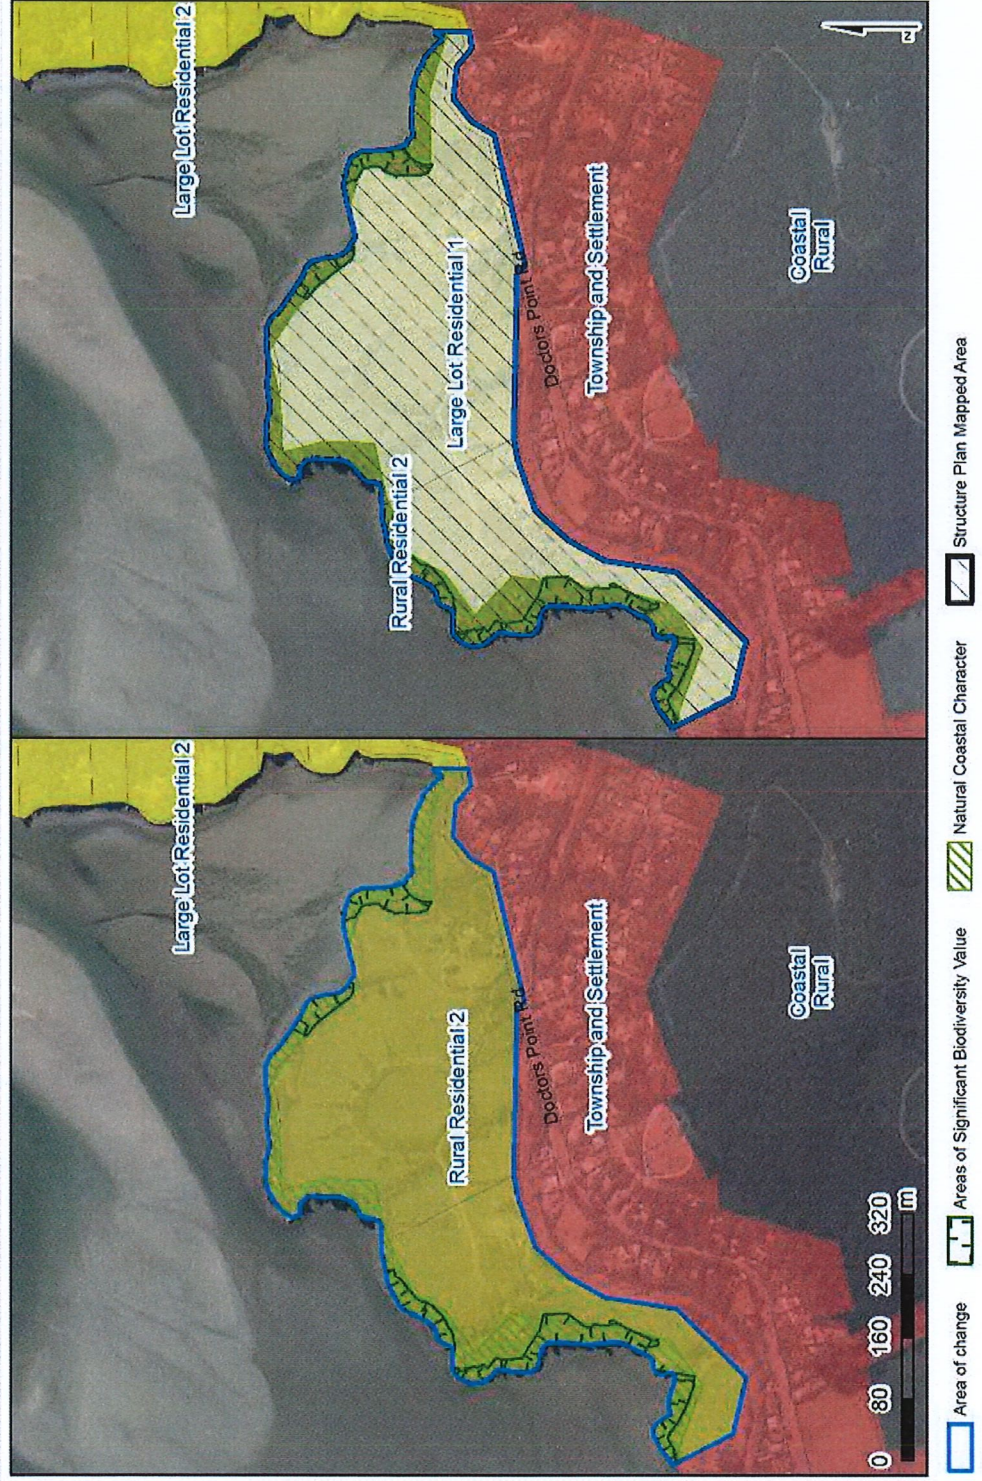 Large Lot Residential 2
Rural Residential 2
Doctors Point Rd
Township and Settlement
Coastal
Rural
0 80 160 240 320
m
Large Lot Residential 2
Large Lot Residential 1
Rural Residential 2
Doctors Point Rd
Township and Settlement
Coastal
Rural
N
Area of change
Areas of Significant Biodiversity Value
Natural Coastal Character
Structure Plan Mapped Area